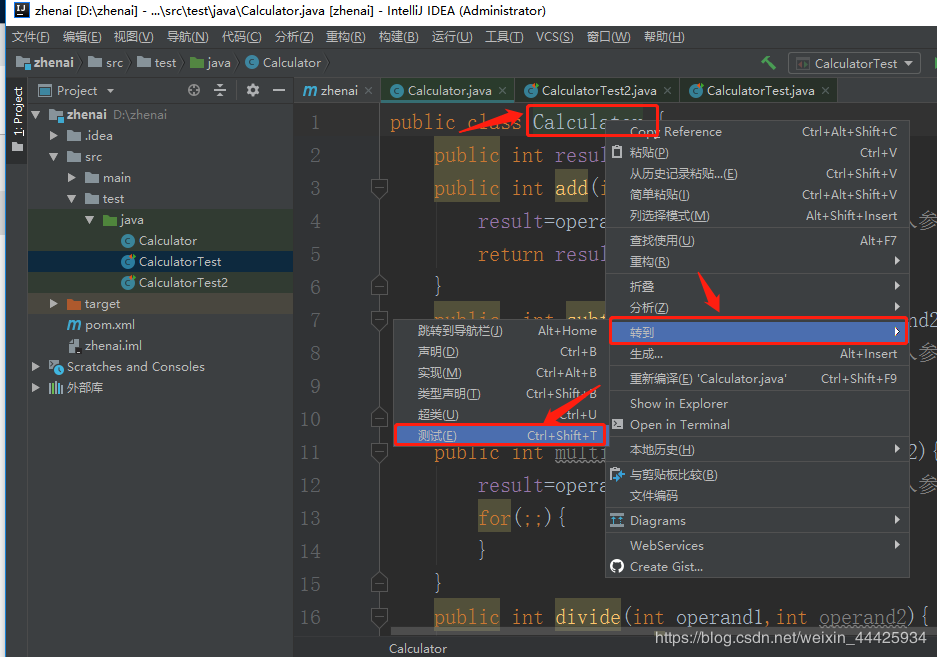 zhenai [D:\zhenai] - ...\src\test\java\Calculator.java [zhenai] - IntelliJ IDEA (Administrator)
文件(F) 编辑(E) 视图(V) 导航(N) 代码(C) 分析(Z) 重构(R) 构建(B) 运行(U) 工具(T) VCS(S) 窗口(W) 帮助(H)
zhenai src test java Calculator CalculatorTest
1: Project
Project
zhenai D:\zhenai
.idea
src
main
test
java
Calculator
CalculatorTest
CalculatorTest2
target
pom.xml
zhenai.iml
Scratches and Consoles
外部库
zhenai Calculator.java CalculatorTest2.java CalculatorTest.java
1 public class Calculator {
2 public int resul
3 public int add(i
4 result=opera
5 return resul
6 }
7 public int subt
8
9
10
11 public int multi 2){
12 result=opera
13 for(;;){
14 }
15 }
16 public int divide(int operand1,int operand2){
Calculator
Copy Reference Ctrl+Alt+Shift+C
粘贴(P) Ctrl+V
从历史记录粘贴...(E) Ctrl+Shift+V
简单粘贴(I) Ctrl+Alt+Shift+V
列选择模式(M) Alt+Shift+Insert
查找使用(U) Alt+F7
重构(R)
折叠
分析(Z)
转到
生成... Alt+Insert
重新编译(E) 'Calculator.java' Ctrl+Shift+F9
Show in Explorer
Open in Terminal
本地历史(H)
与剪贴板比较(B)
文件编码
Diagrams
WebServices
Create Gist...
跳转到导航栏(J) Alt+Home
声明(D) Ctrl+B
实现(M) Ctrl+Alt+B
类型声明(T) Ctrl+Shift+B
超类(U) Ctrl+U
测试(E) Ctrl+Shift+T
https://blog.csdn.net/weixin_44425934